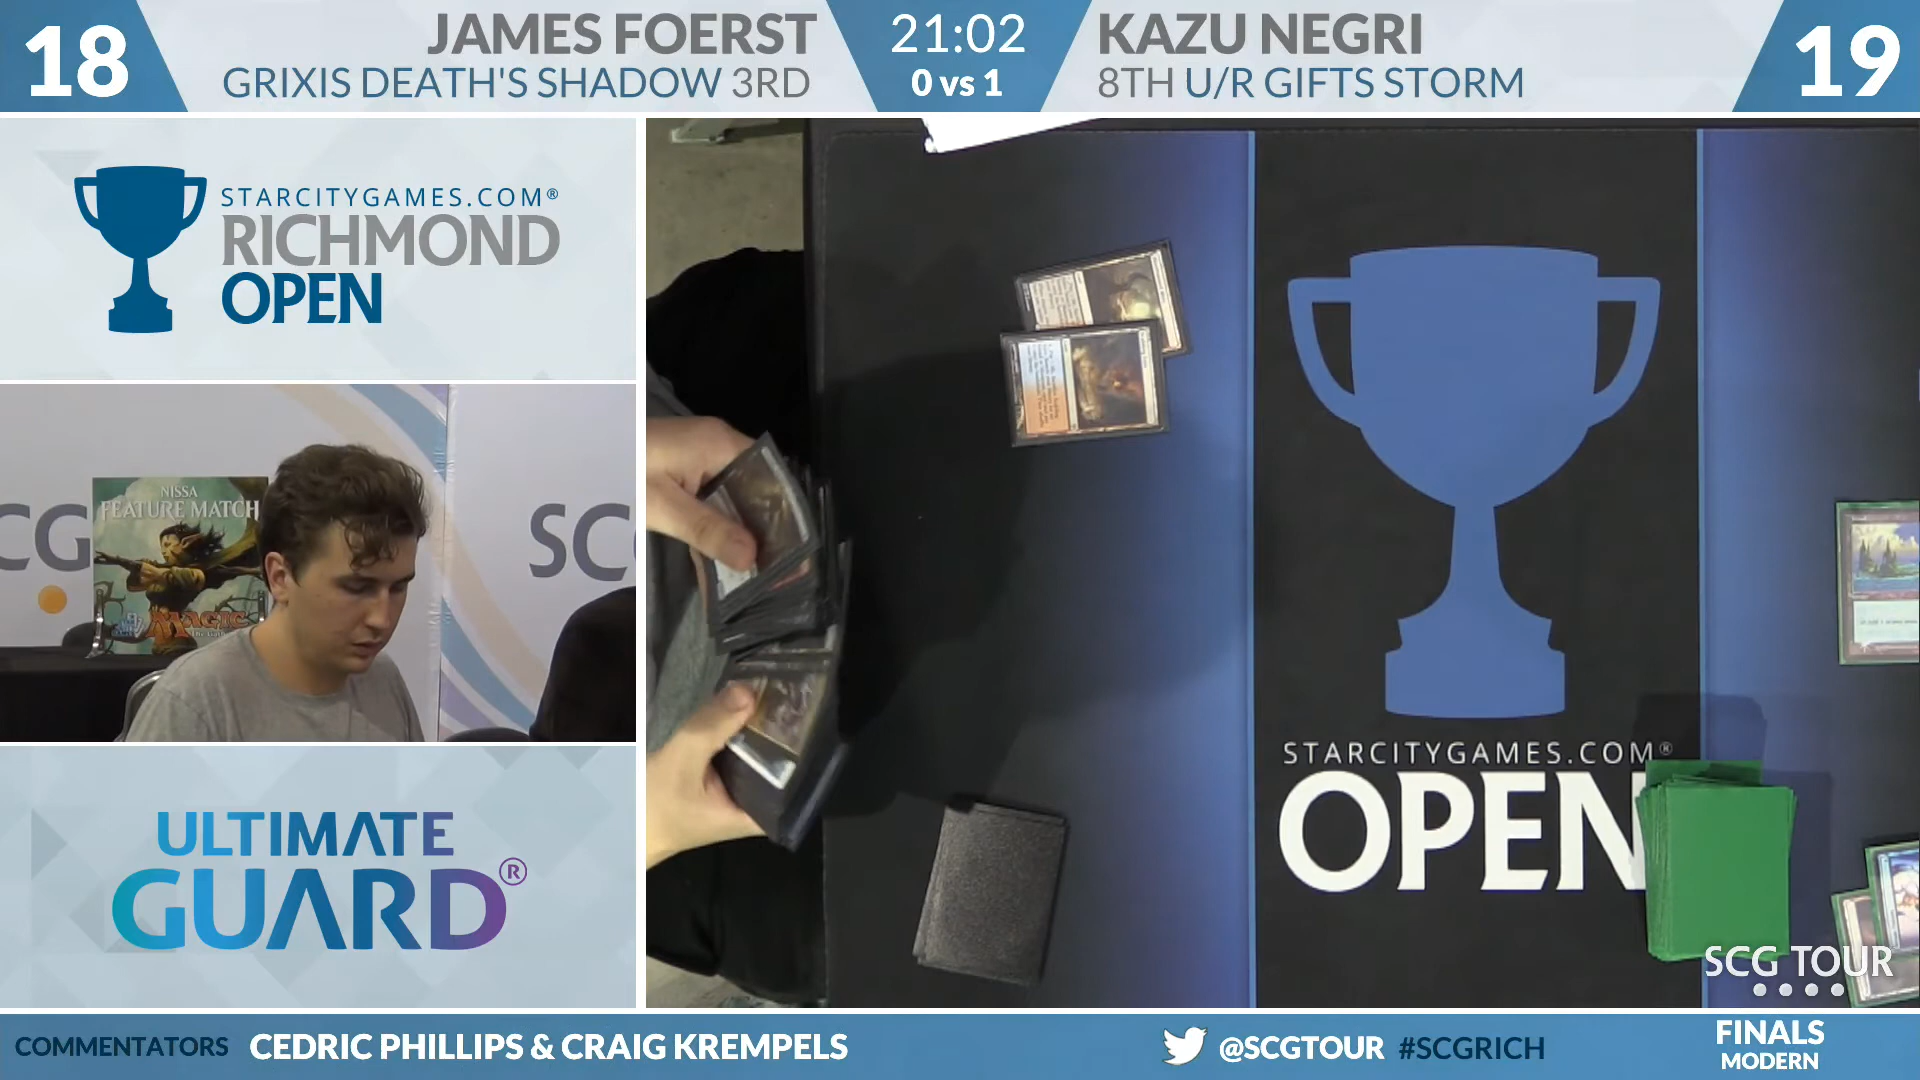 18
JAMES FOERST
GRIXIS DEATH'S SHADOW 3RD
21:02
0 vs 1
KAZU NEGRI
8TH U/R GIFTS STORM
19
STARCITYGAMES.COM®
RICHMOND
OPEN
CG
NISSA
FEATURE MATCH
MAGIC
SC
ULTIMATE
GUARD®
STARCITYGAMES.COM®
OPEN
SCG TOUR
COMMENTATORS CEDRIC PHILLIPS & CRAIG KREMPELS
@SCGTOUR #SCGRICH
FINALS
MODERN